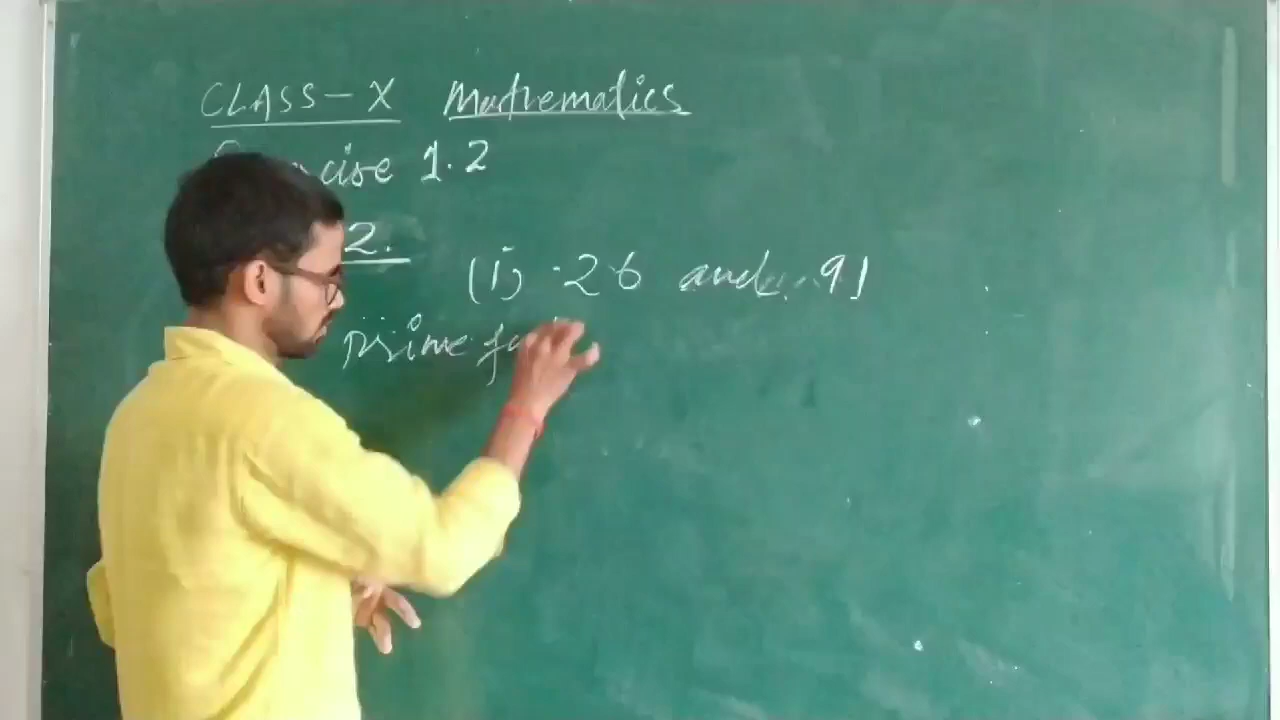 CLASS-X Mathematics
cise 1.2
2. (i) 26 and 91
prime